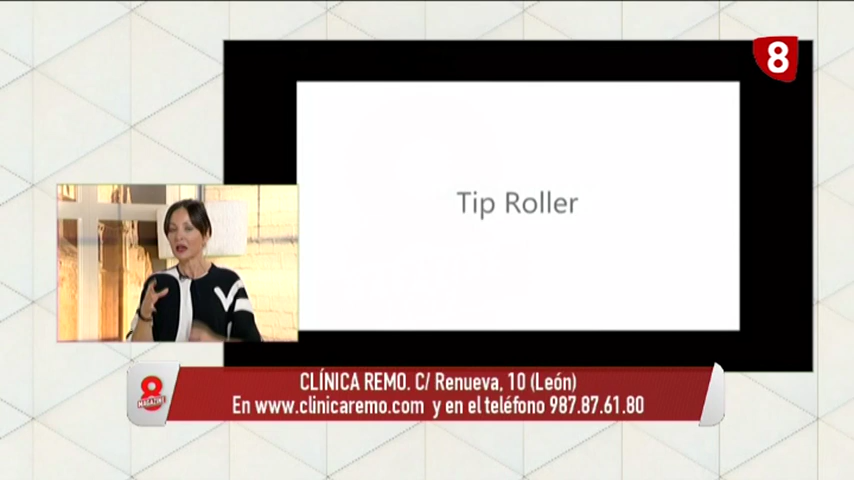 8
Tip Roller
8
MAGAZINE
CLÍNICA REMO. C/ Renueva, 10 (León)
En www.clinicaremo.com y en el teléfono 987.87.61.80